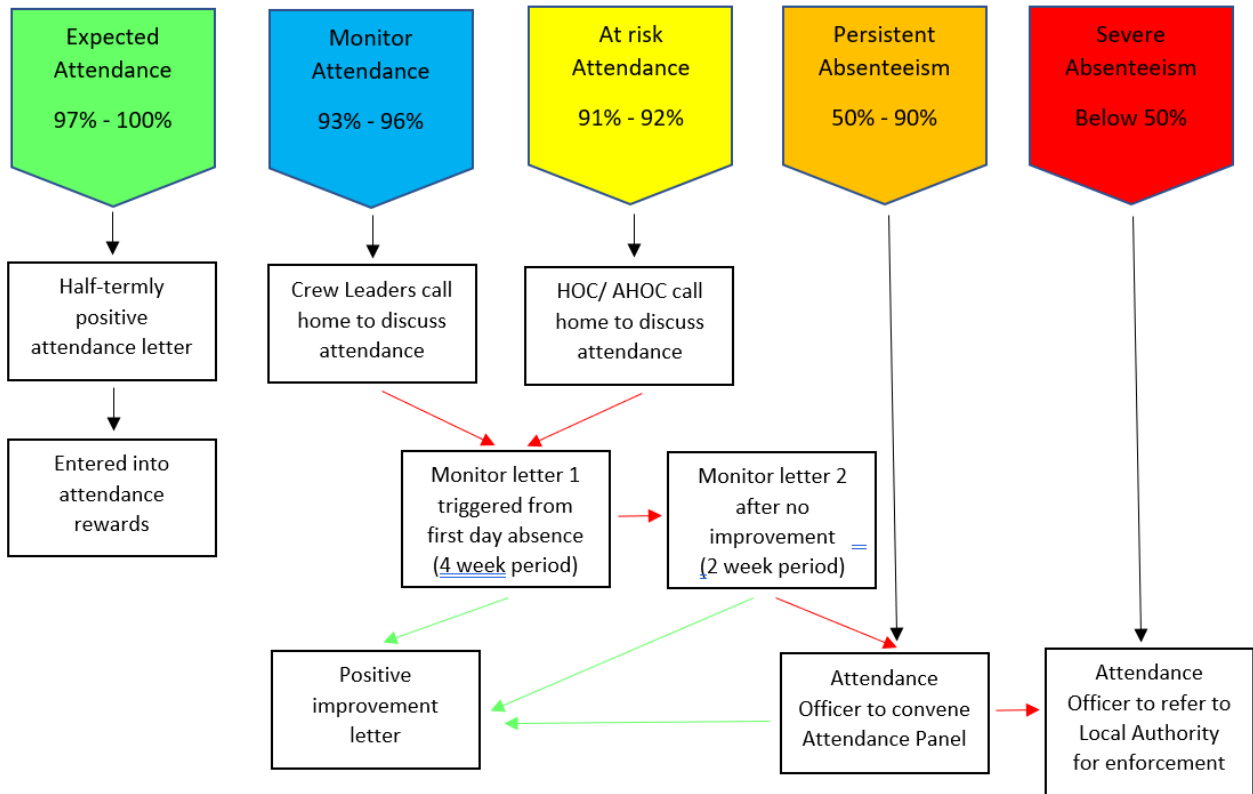 Expected
Attendance
97% - 100%
Monitor
Attendance
93% - 96%
At risk
Attendance
91% - 92%
Persistent
Absenteeism
50% - 90%
Severe
Absenteeism
Below 50%
Half-termly
positive
attendance letter
Crew Leaders call
home to discuss
attendance
HOC/ AHOC call
home to discuss
attendance
Entered into
attendance
rewards
Monitor letter 1
triggered from
first day absence
(4 week period)
Monitor letter 2
after no
improvement
(2 week period)
Positive
improvement
letter
Attendance
Officer to convene
Attendance Panel
Attendance
Officer to refer to
Local Authority
for enforcement